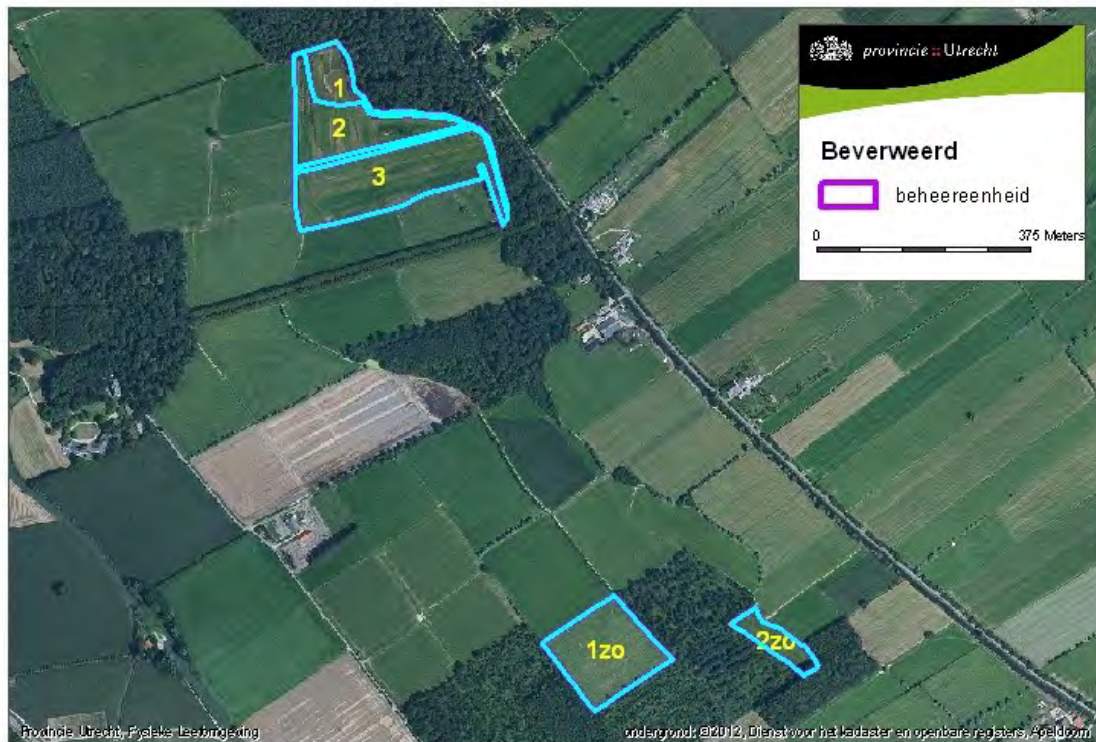 provincie :: Utrecht
Beverweerd
beheereenheid
0 375 Meters
1
2
3
1zo
2zo
Provincie Utrecht, Fysieke Leefomgeving
ondergrond: ©2012, Dienst voor het kadaster en openbare registers, Apeldoorn